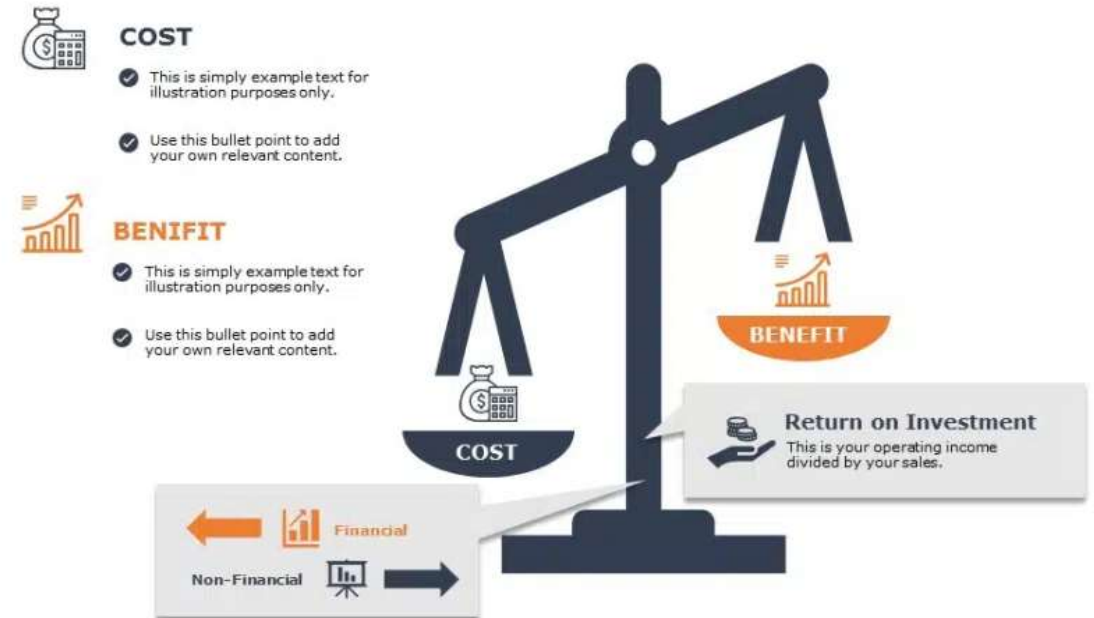 COST
This is simply example text for
illustration purposes only.
Use this bullet point to add
your own relevant content.
BENIFIT
This is simply example text for
illustration purposes only.
Use this bullet point to add
your own relevant content.
BENEFIT
COST
Return on Investment
This is your operating income
divided by your sales.
Financial
Non-Financial